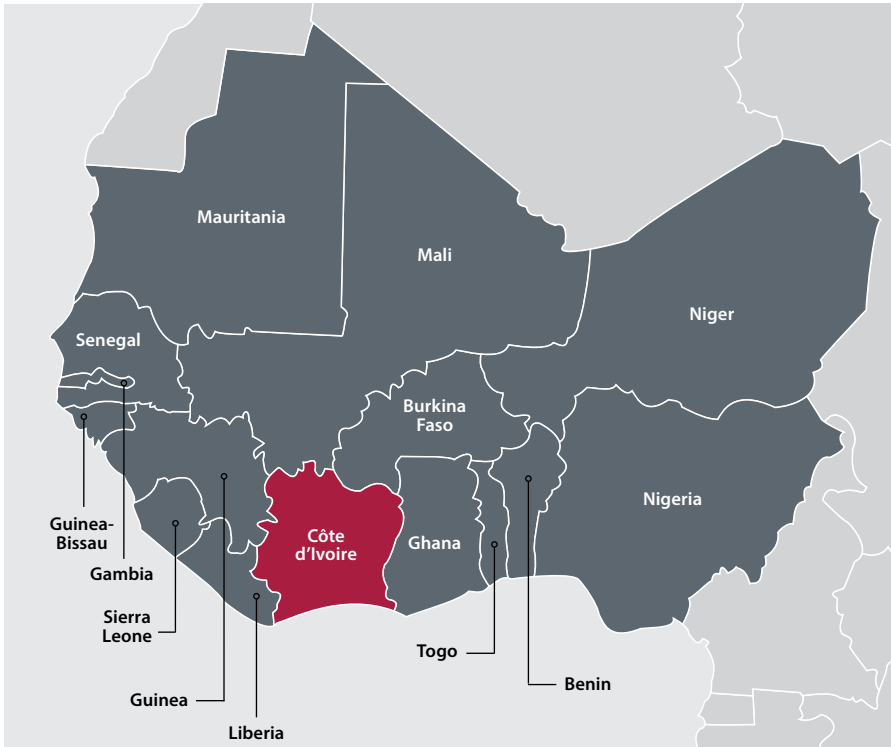 Mauritania
Mali
Niger
Senegal
Burkina
Faso
Nigeria
Guinea-
Bissau
Côte
d’Ivoire
Ghana
Gambia
Sierra
Leone
Togo
Benin
Guinea
Liberia